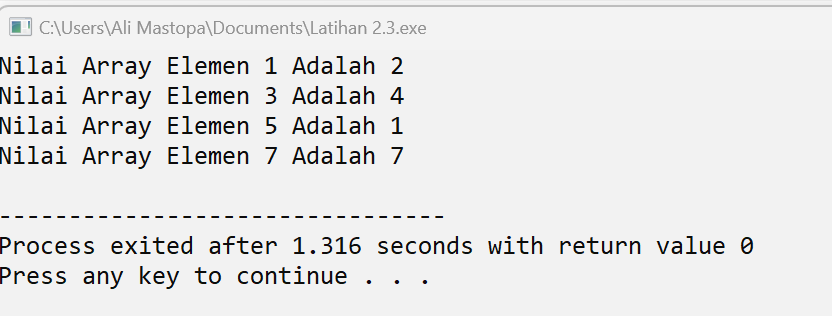 C:\Users\Ali Mastopa\Documents\Latihan 2.3.exe
Nilai Array Elemen 1 Adalah 2
Nilai Array Elemen 3 Adalah 4
Nilai Array Elemen 5 Adalah 1
Nilai Array Elemen 7 Adalah 7
--------------------------------
Process exited after 1.316 seconds with return value 0
Press any key to continue . . .